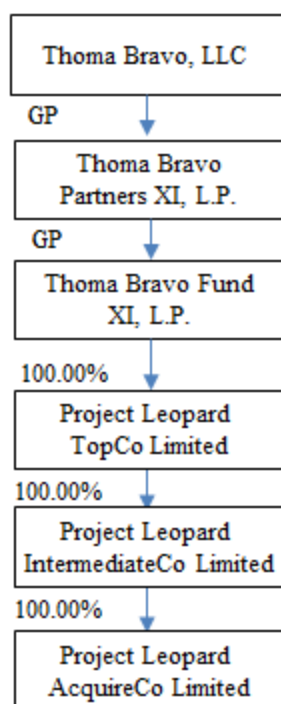 Thoma Bravo, LLC
GP
Thoma Bravo
Partners XI, L.P.
GP
Thoma Bravo Fund
XI, L.P.
100.00%
Project Leopard
TopCo Limited
100.00%
Project Leopard
IntermediateCo Limited
100.00%
Project Leopard
AcquireCo Limited